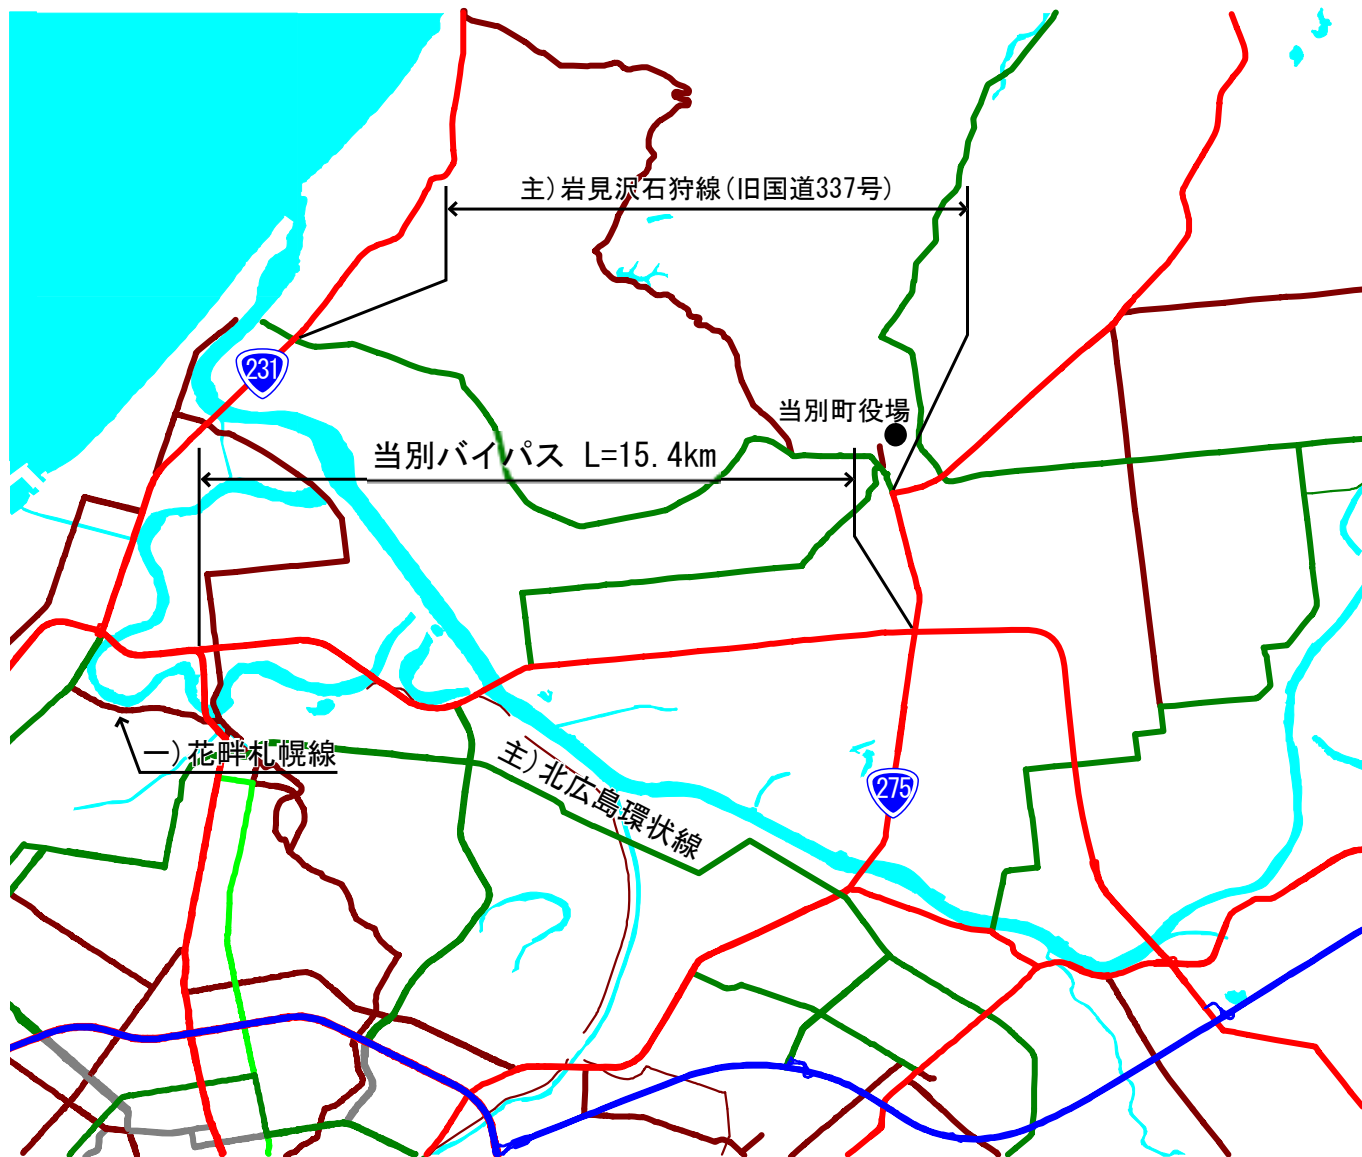 主)岩見沢石狩線(旧国道337号)
231
当別町役場
当別バイパス L=15.4km
一)花畔札幌線
主)北広島環状線
275